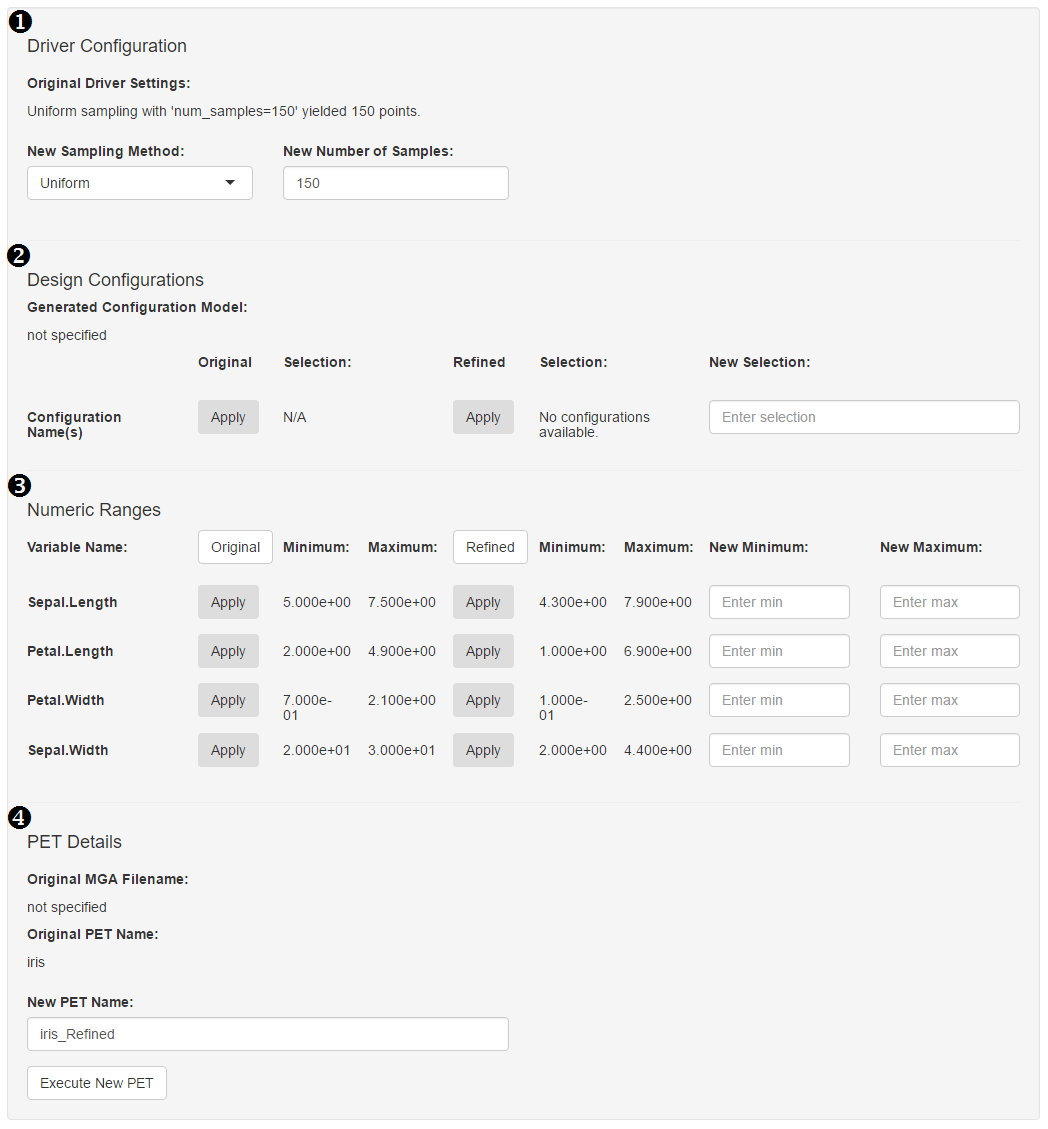 ❶
Driver Configuration
Original Driver Settings:
Uniform sampling with 'num_samples=150' yielded 150 points.
New Sampling Method: New Number of Samples:
Uniform 150
❷
Design Configurations
Generated Configuration Model:
not specified
Original Selection: Refined Selection: New Selection:
Configuration Apply N/A Apply No configurations Enter selection
Name(s) available.
❸
Numeric Ranges
Variable Name: Original Minimum: Maximum: Refined Minimum: Maximum: New Minimum: New Maximum:
Sepal.Length Apply 5.000e+00 7.500e+00 Apply 4.300e+00 7.900e+00 Enter min Enter max
Petal.Length Apply 2.000e+00 4.900e+00 Apply 1.000e+00 6.900e+00 Enter min Enter max
Petal.Width Apply 7.000e- 2.100e+00 Apply 1.000e- 2.500e+00 Enter min Enter max
01 01
Sepal.Width Apply 2.000e+01 3.000e+01 Apply 2.000e+00 4.400e+00 Enter min Enter max
❹
PET Details
Original MGA Filename:
not specified
Original PET Name:
iris
New PET Name:
iris_Refined
Execute New PET